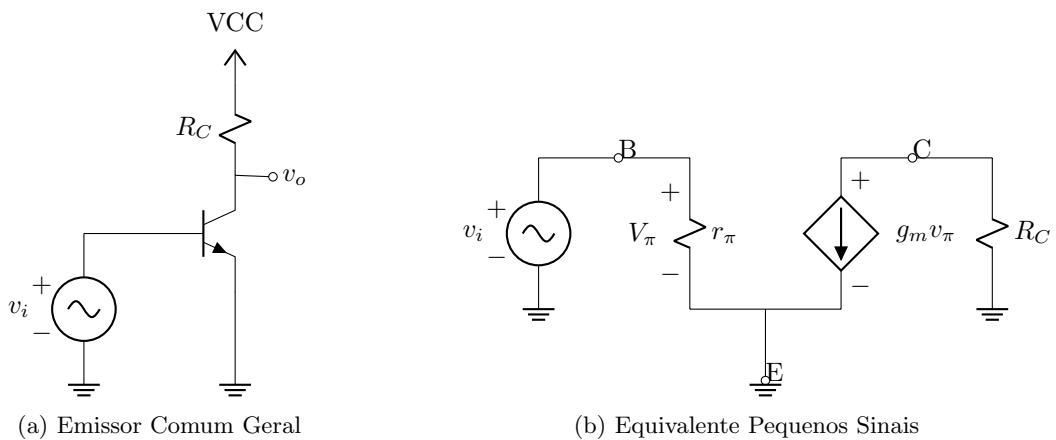 VCC
R_C
v_o
+
v_i
−
(a) Emissor Comum Geral
B
C
+
v_i
−
+
V_π
r_π
−
+
g_m v_π
−
R_C
E
(b) Equivalente Pequenos Sinais